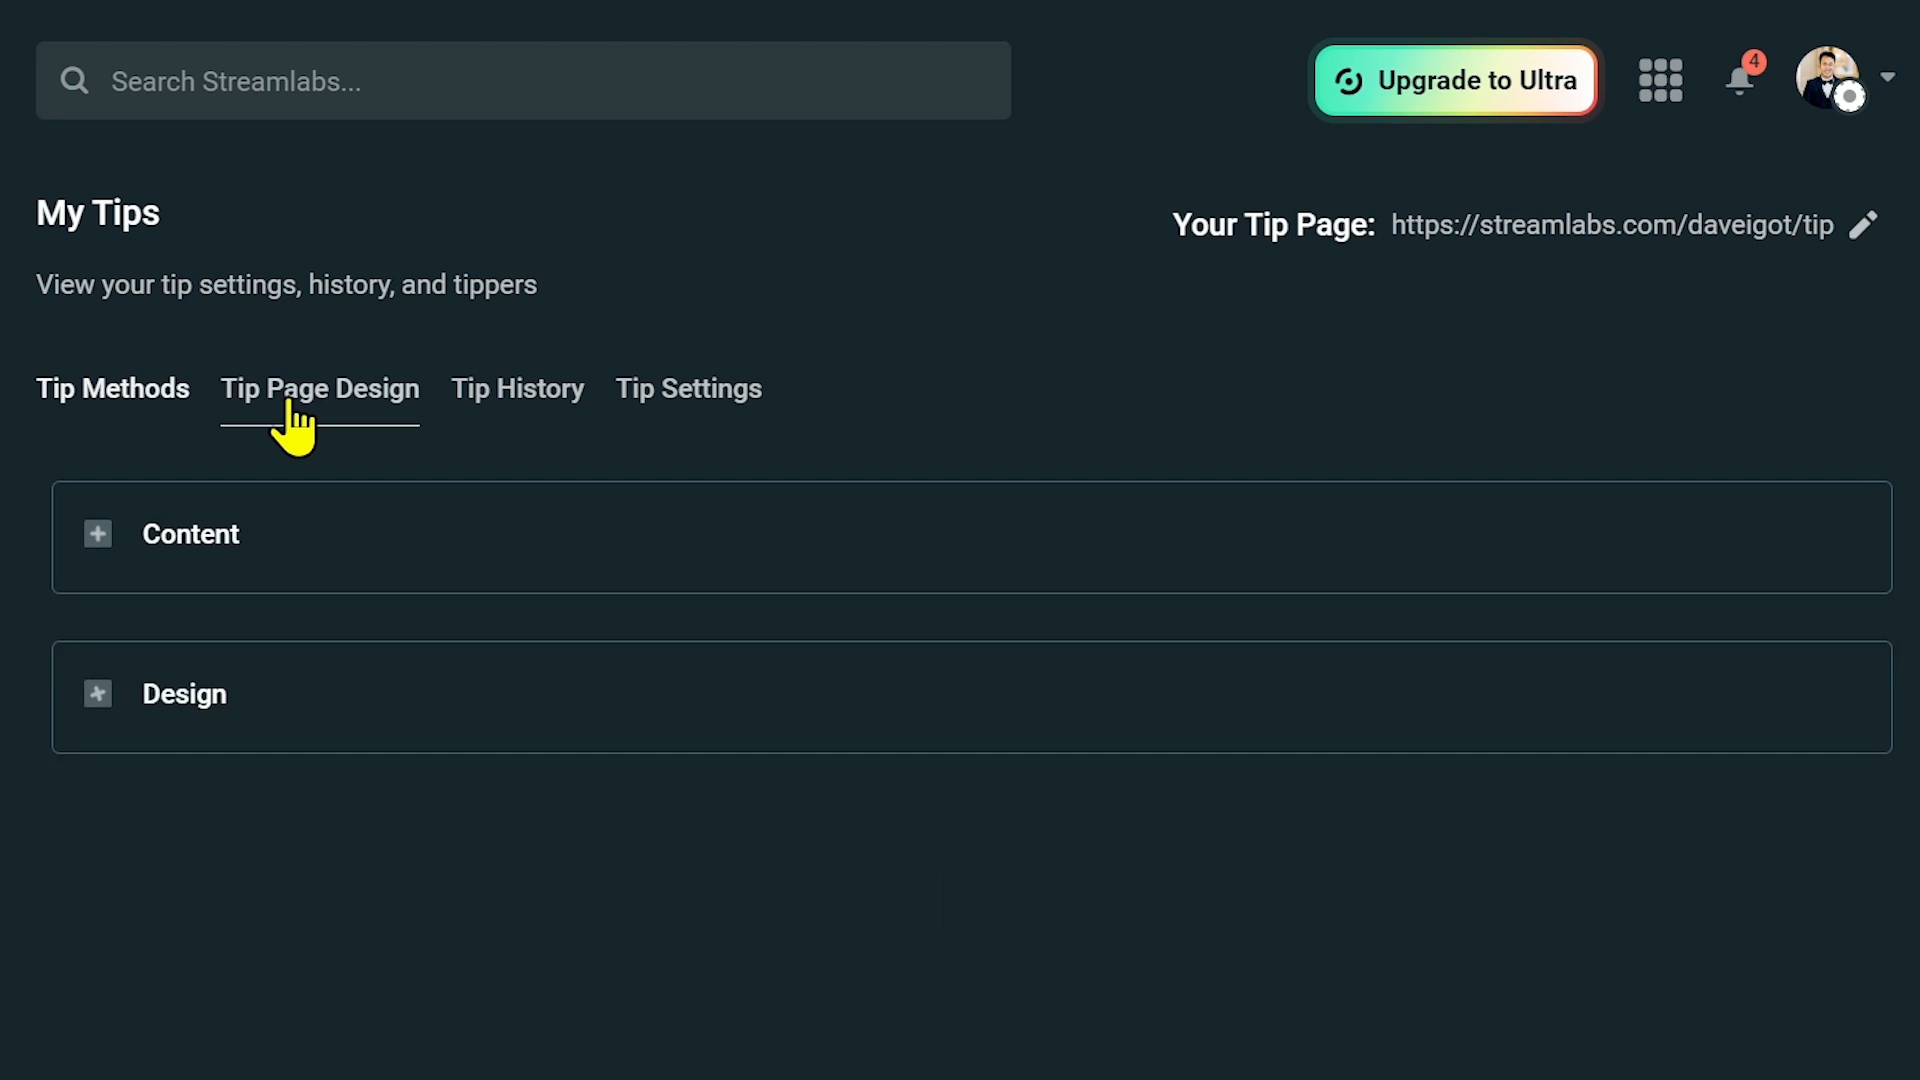 Search Streamlabs...
Upgrade to Ultra
4
My Tips
Your Tip Page: https://streamlabs.com/daveigot/tip
View your tip settings, history, and tippers
Tip Methods Tip Page Design Tip History Tip Settings
Content
Design